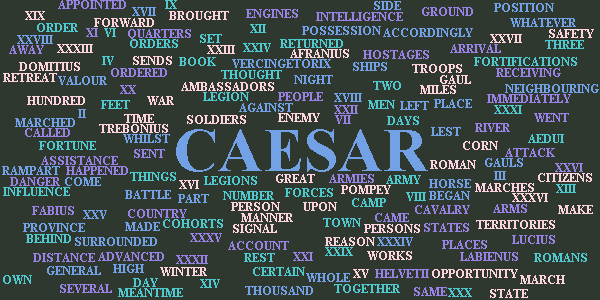 APPOINTED XVII IX BROUGHT ENGINES INTELLIGENCE SIDE GROUND POSITION
XIX FORWARD WHATEVER
ORDER XI VI QUARTERS SET XII POSSESSION ACCORDINGLY XXVII SAFETY
XXVIII ORDERS RETURNED THREE
AWAY XXXIII XXIII XXIV AFRANIUS HOSTAGES ARRIVAL
DOMITIUS IV SENDS BOOK VERCINGETORIX SHIPS TROOPS FORTIFICATIONS
RETREAT VALOUR ORDERED THOUGHT NIGHT GAUL RECEIVING
XX AMBASSADORS TWO MILES NEIGHBOURING
HUNDRED FEET WAR LEGION PEOPLE XVIII MEN LEFT PLACE IMMEDIATELY
II AGAINST XXII XXXI
MARCHED TIME SOLDIERS ENEMY VII DAYS WENT
CALLED TREBONIUS LEST RIVER
FORTUNE WHILST CAESAR CORN AEDUI
ASSISTANCE SENT ROMAN GAULS ATTACK
RAMPART HAPPENED THINGS XVI LEGIONS GREAT ARMIES ARMY III XXVI
DANGER COME HORSE MARCHES CITIZENS
INFLUENCE BATTLE PART NUMBER FORCES POMPEY VIII BEGAN XXXVI XIII
FABIUS XXV COUNTRY PERSON UPON CAMP CAVALRY ARMS MAKE
PROVINCE MADE COHORTS MANNER TOWN CAME STATES TERRITORIES
SIGNAL PERSONS
BEHIND SURROUNDED XXXV ACCOUNT REASON XXXIV PLACES LUCIUS
DISTANCE ADVANCED XXXII REST XXI XXIX WORKS LABIENUS ROMANS
GENERAL HIGH WINTER CERTAIN WHOLE XV HELVETII OPPORTUNITY
OWN DAY XIV MARCH
SEVERAL MEANTIME THOUSAND TOGETHER SAME XXX STATE